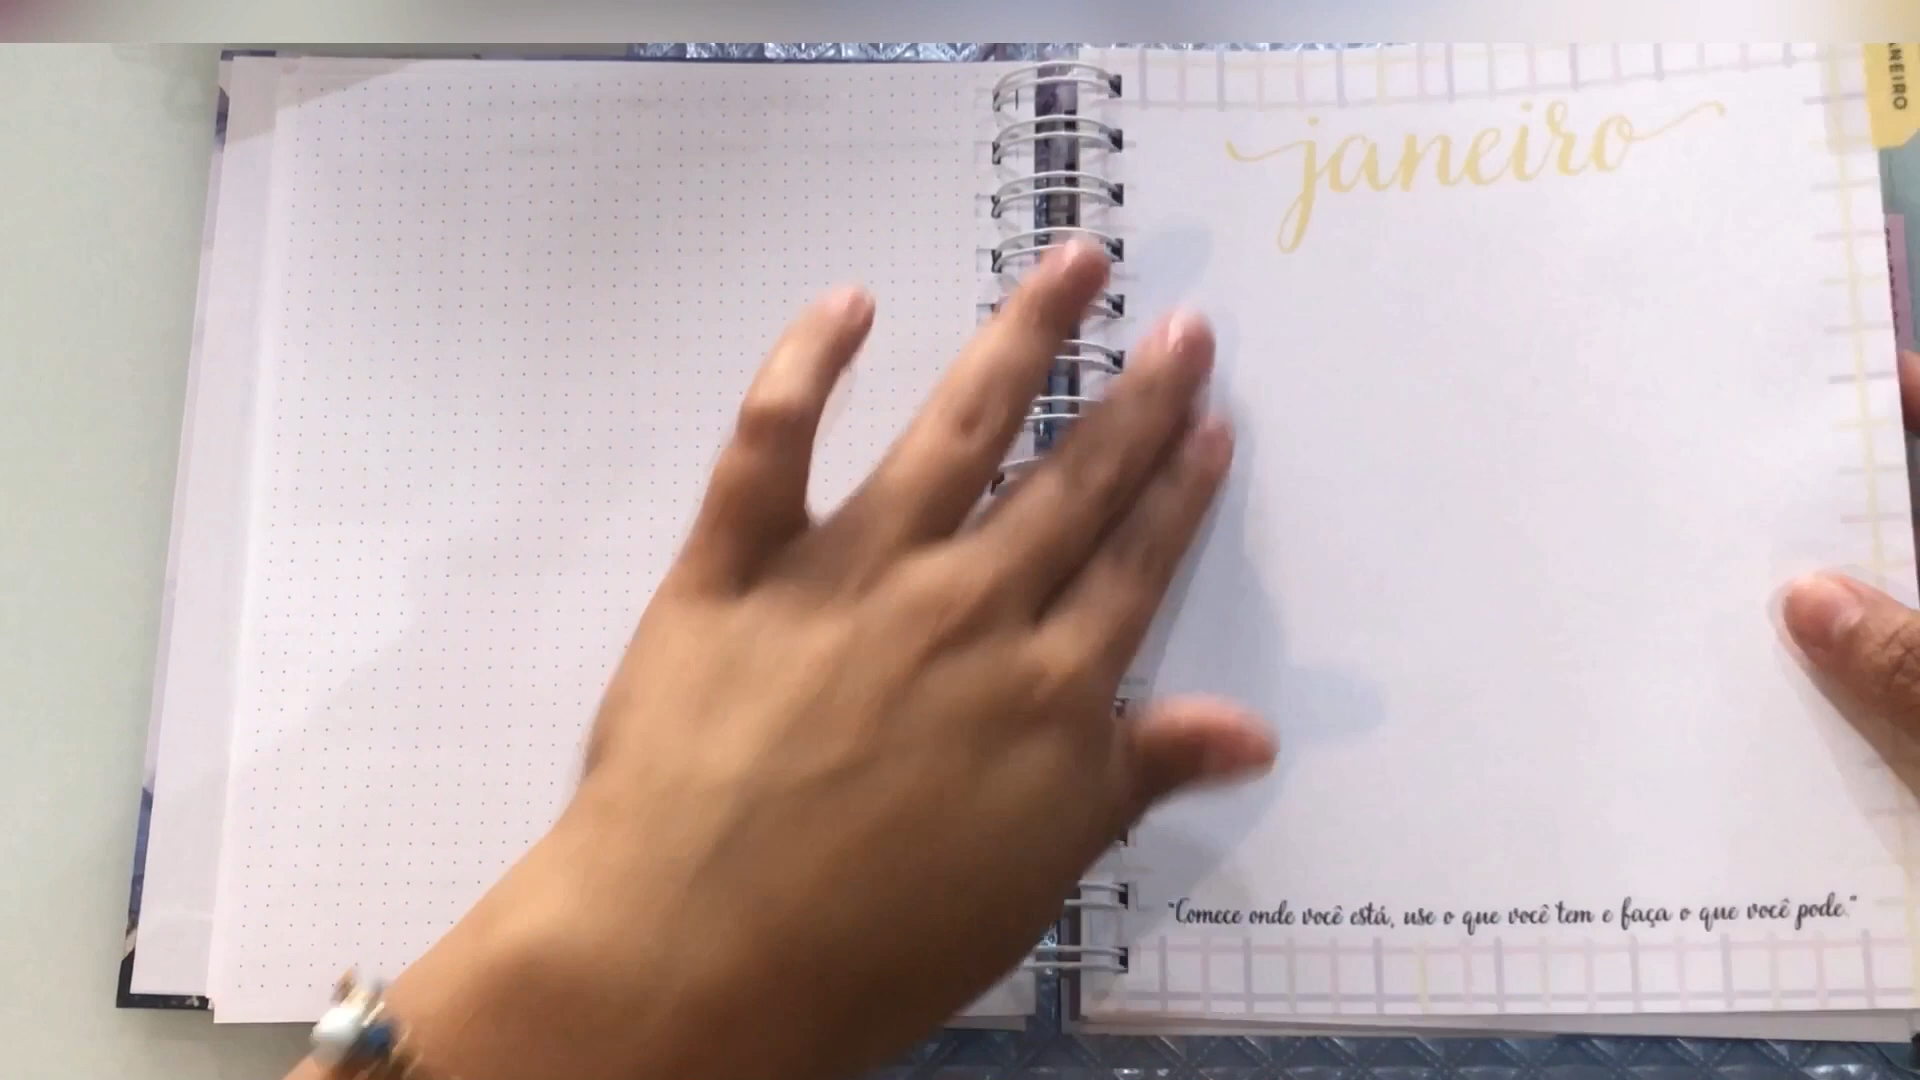 janeiro
"Comece onde você está, use o que você tem e faça o que você pode."